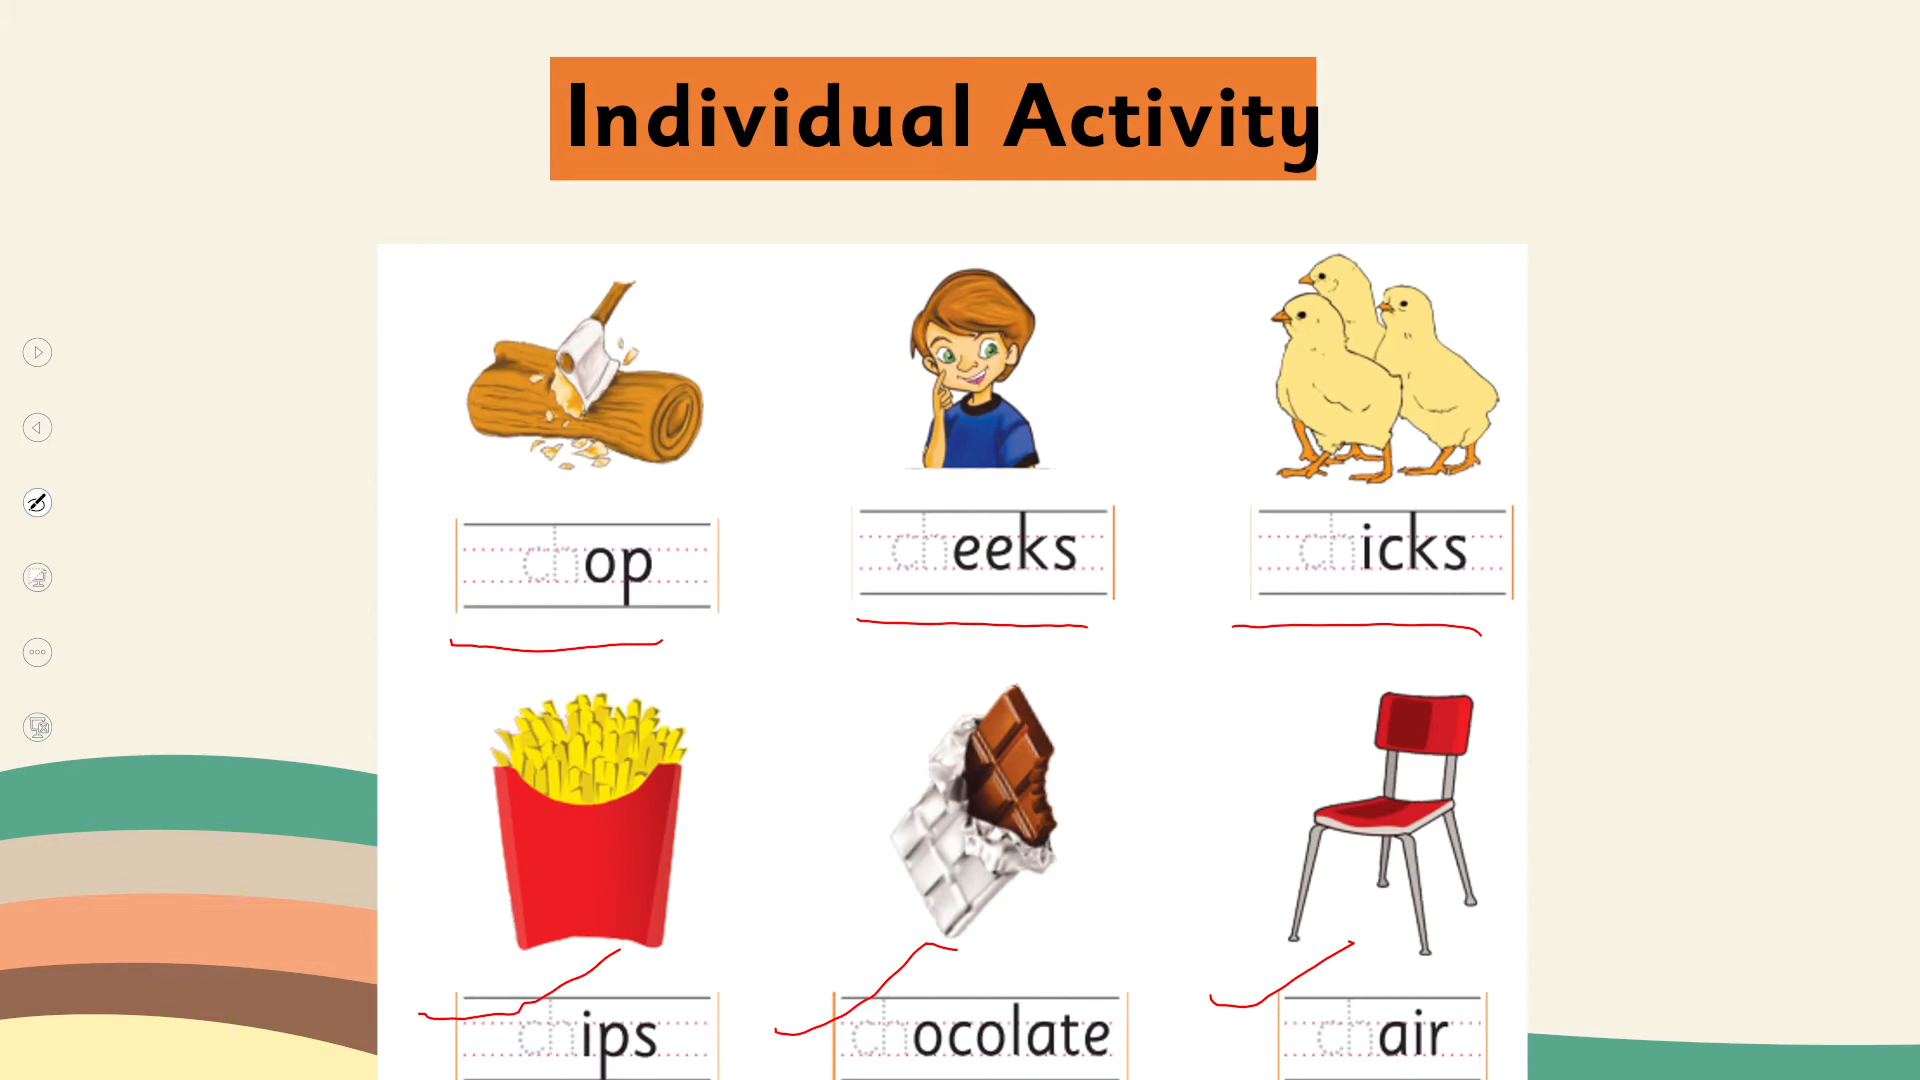 Individual Activity
chop
cheeks
chicks
chips
chocolate
chair